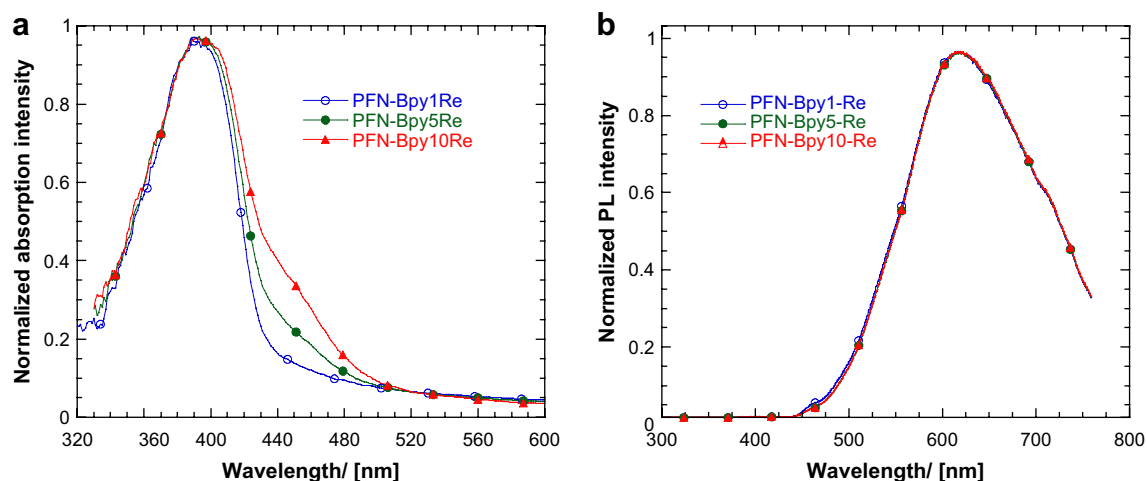 a
Normalized absorption intensity
1
0.8
0.6
0.4
0.2
0
320 360 400 440 480 520 560 600
Wavelength/ [nm]
PFN-Bpy1Re
PFN-Bpy5Re
PFN-Bpy10Re
b
Normalized PL intensity
1
0.8
0.6
0.4
0.2
0
300 400 500 600 700 800
Wavelength/ [nm]
PFN-Bpy1-Re
PFN-Bpy5-Re
PFN-Bpy10-Re